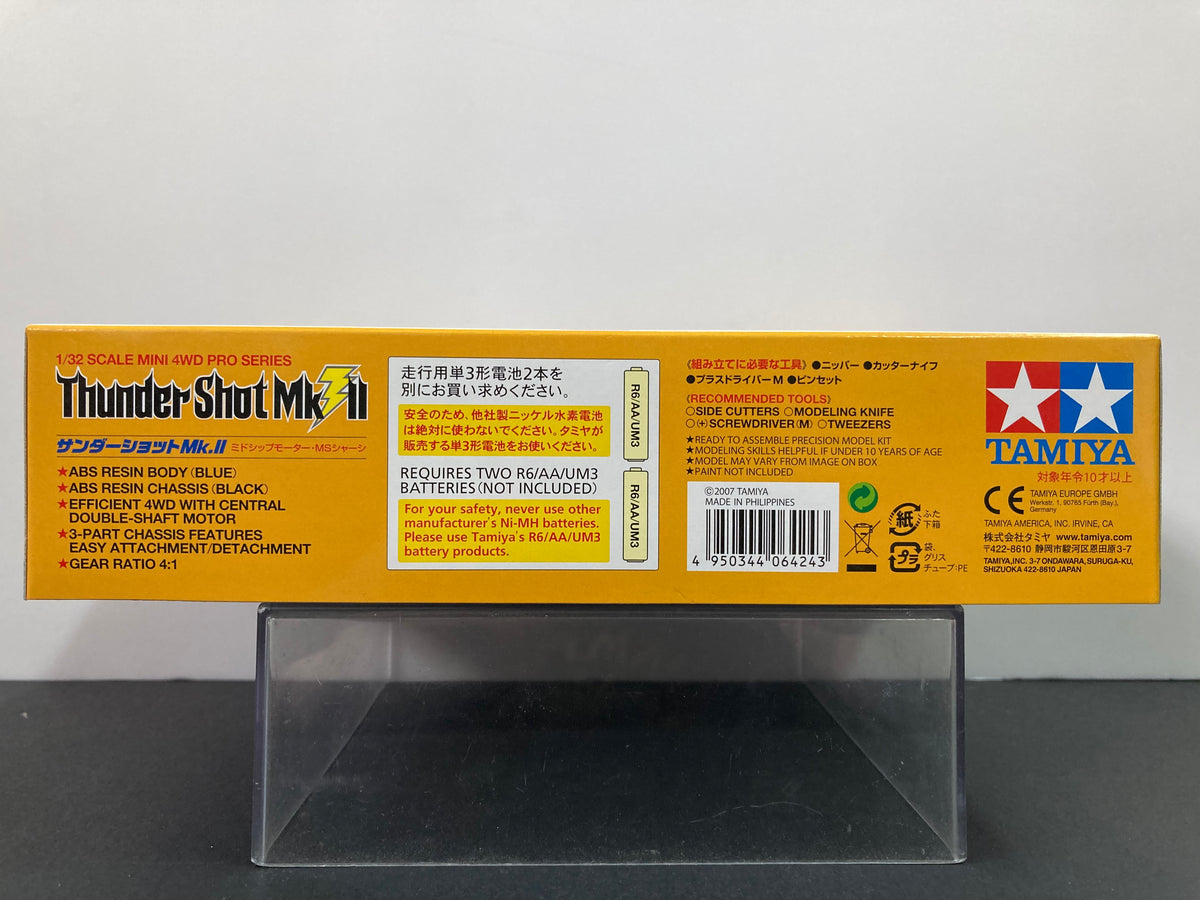 1/32 SCALE MINI 4WD PRO SERIES
Thunder Shot Mk II
サンダーショットMk.II ミドシップモーター・MSシャーシ
★ABS RESIN BODY (BLUE)
★ABS RESIN CHASSIS (BLACK)
★EFFICIENT 4WD WITH CENTRAL
DOUBLE-SHAFT MOTOR
★3-PART CHASSIS FEATURES
EASY ATTACHMENT/DETACHMENT
★GEAR RATIO 4:1
走行用単3形電池2本を
別にお買い求めください。
安全のため、他社製ニッケル水素電池
は絶対に使わないでください。タミヤが
販売する単3形電池をお使いください。
REQUIRES TWO R6/AA/UM3
BATTERIES (NOT INCLUDED)
For your safety, never use other
manufacturer's Ni-MH batteries.
Please use Tamiya's R6/AA/UM3
battery products.
R6/AA/UM3
R6/AA/UM3
《組み立てに必要な工具》●ニッパー ●カッターナイフ
●プラスドライバーM ●ピンセット
《RECOMMENDED TOOLS》
○SIDE CUTTERS ○MODELING KNIFE
○(+)SCREWDRIVER (M) ○TWEEZERS
★READY TO ASSEMBLE PRECISION MODEL KIT
★MODELING SKILLS HELPFUL IF UNDER 10 YEARS OF AGE
★MODEL MAY VARY FROM IMAGE ON BOX
★PAINT NOT INCLUDED
©2007 TAMIYA
MADE IN PHILIPPINES
4 950344 064243
紙 ふた
下箱
プラ 袋、
グリス
チューブ:PE
TAMIYA
対象年令10才以上
CE TAMIYA EUROPE GMBH
Werkstr. 1, 90765 Fürth (Bay.),
Germany
TAMIYA AMERICA, INC. IRVINE, CA
株式会社タミヤ www.tamiya.com
〒422-8610 静岡市駿河区恩田原3-7
TAMIYA,INC. 3-7 ONDAWARA, SURUGA-KU,
SHIZUOKA 422-8610 JAPAN